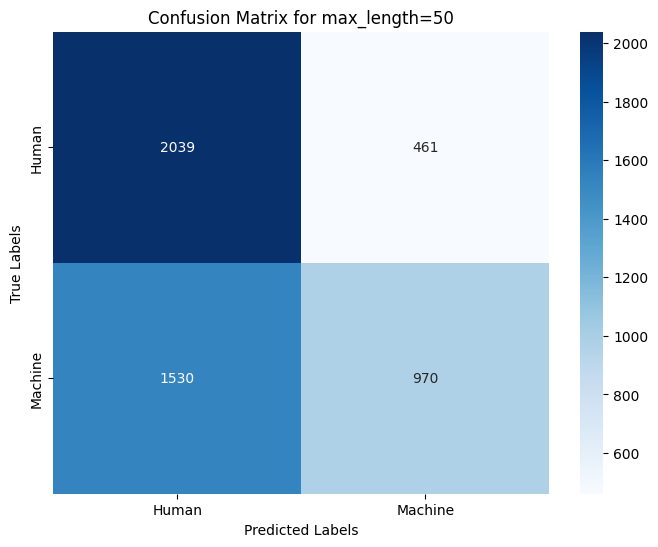 Confusion Matrix for max_length=50
True Labels
Human
Machine
2039
461
1530
970
Human
Machine
Predicted Labels
2000
1800
1600
1400
1200
1000
800
600